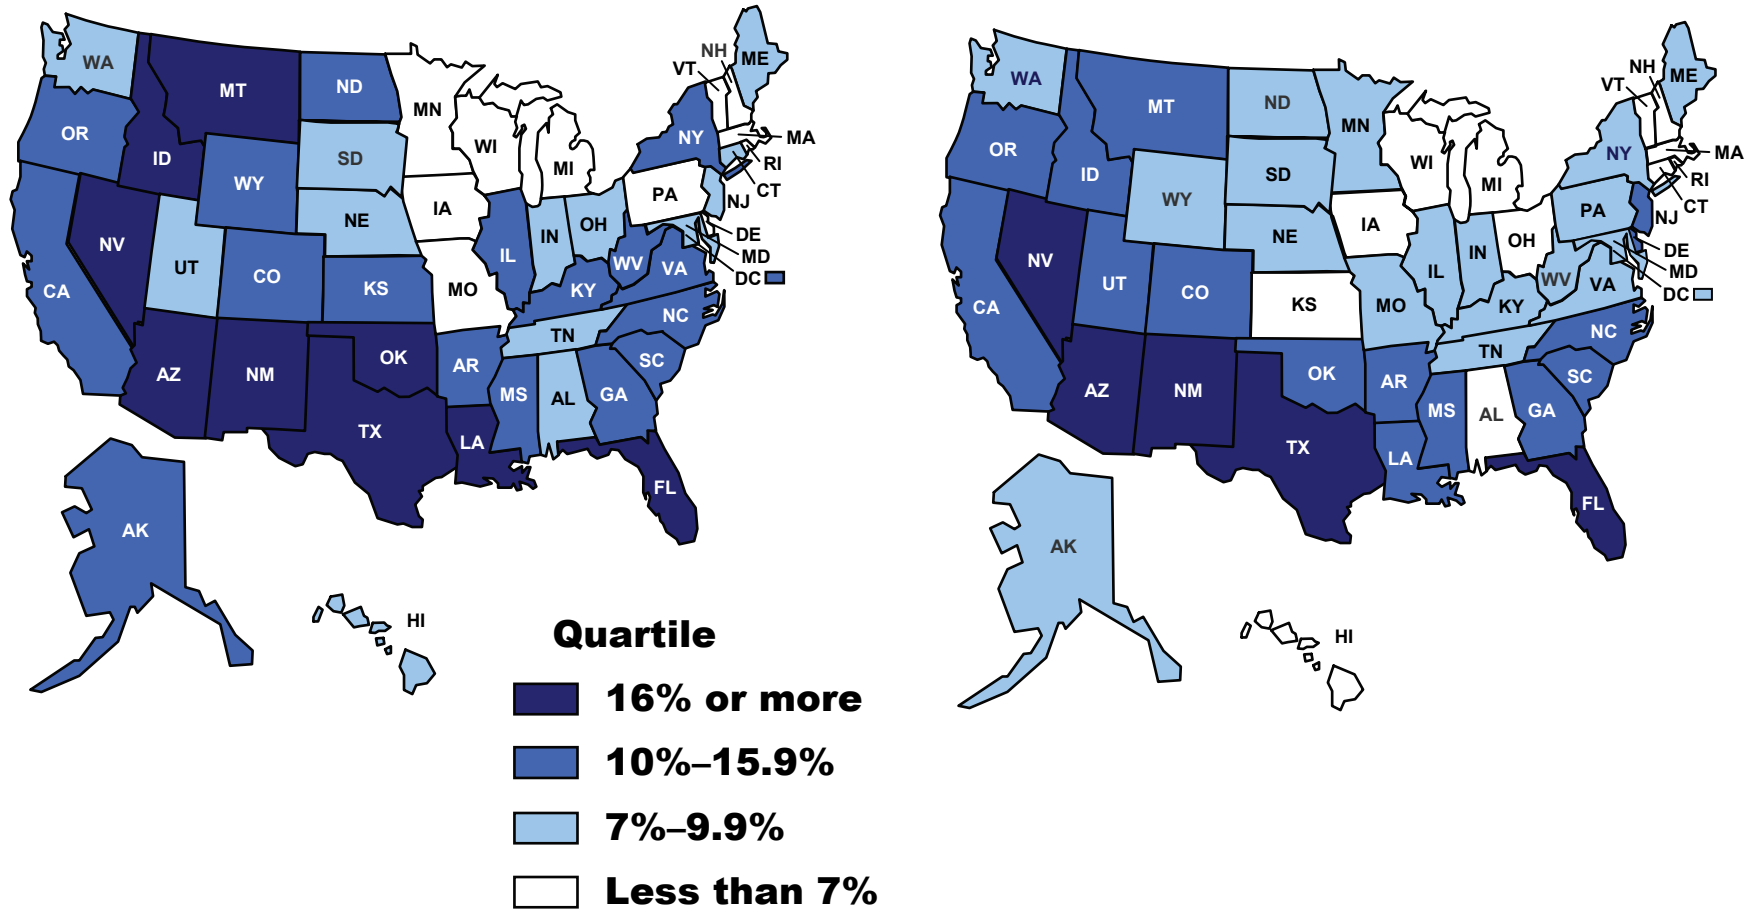 WA
MT
ND
MN
OR
ID
WY
SD
WI
MI
NH
VT
ME
NY
MA
RI
CT
PA
NJ
IA
NE
NV
UT
CO
CA
KS
IL
IN
OH
WV
VA
DE
MD
DC
MO
KY
NC
TN
SC
AZ
NM
OK
AR
MS
AL
GA
TX
LA
FL
AK
HI
WA
MT
ND
MN
OR
ID
WY
SD
WI
MI
NH
VT
ME
NY
MA
RI
CT
PA
NJ
IA
NE
NV
UT
CO
CA
KS
IL
IN
OH
WV
VA
DE
MD
DC
MO
KY
NC
TN
SC
AZ
NM
OK
AR
MS
AL
GA
TX
LA
FL
AK
HI
Quartile
16% or more
10%–15.9%
7%–9.9%
Less than 7%